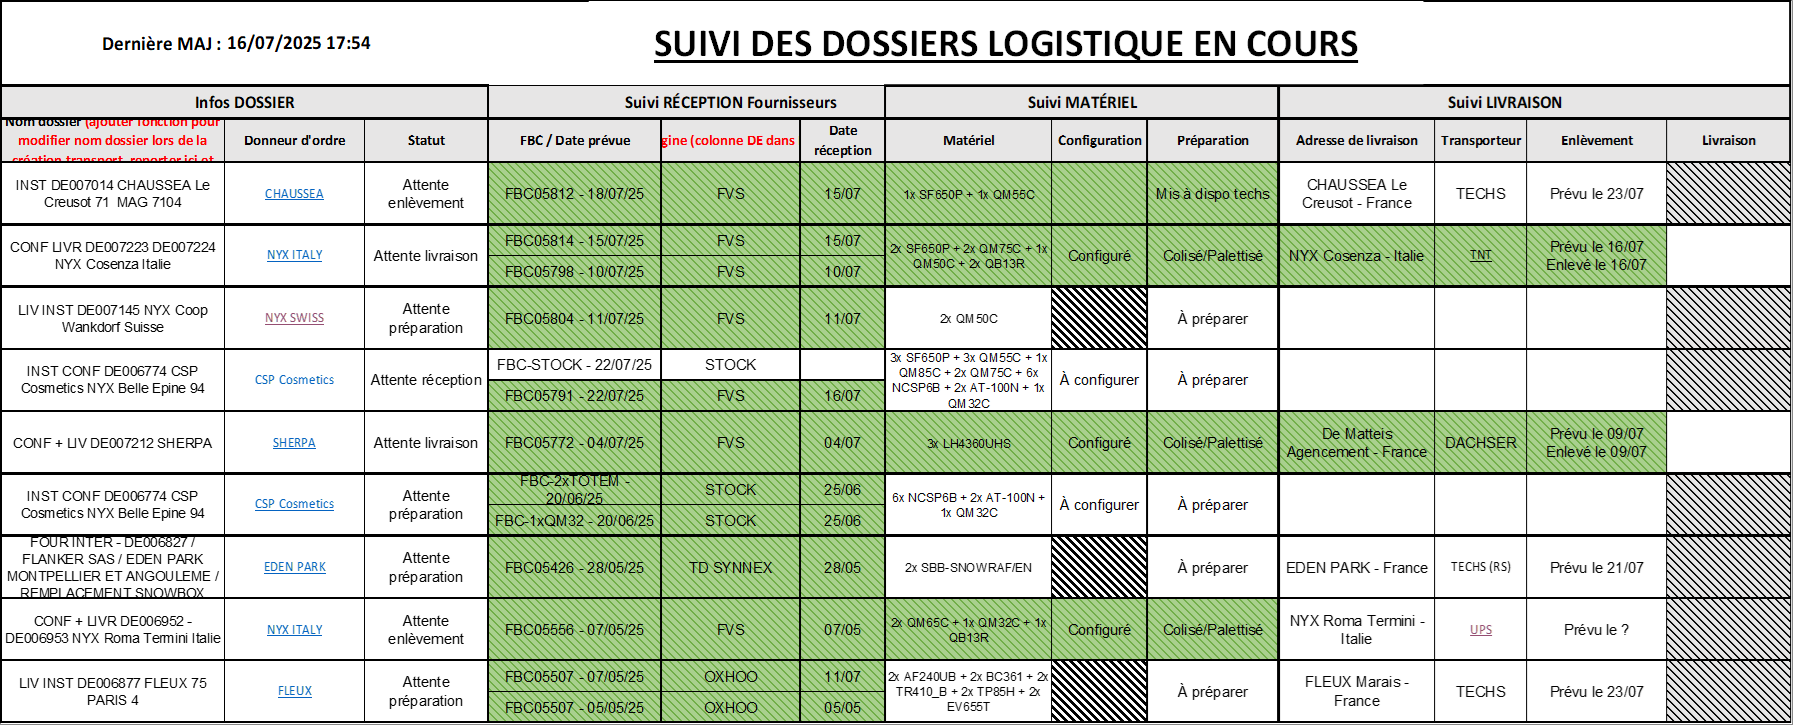 Dernière MAJ : 16/07/2025 17:54
SUIVI DES DOSSIERS LOGISTIQUE EN COURS
Infos DOSSIER
Suivi RÉCEPTION Fournisseurs
Suivi MATÉRIEL
Suivi LIVRAISON
Nom dossier (ajouter fonction pour
modifier nom dossier lors de la
création transport, reporter ici et
Donneur d'ordre
Statut
FBC / Date prévue
gine (colonne DE dans
Date
réception
Matériel
Configuration
Préparation
Adresse de livraison
Transporteur
Enlèvement
Livraison
INST DE007014 CHAUSSEA Le
Creusot 71 MAG 7104
CHAUSSEA
Attente
enlèvement
FBC05812 - 18/07/25
FVS
15/07
1x SF650P + 1x QM55C
Mis à dispo techs
CHAUSSEA Le
Creusot - France
TECHS
Prévu le 23/07
CONF LIVR DE007223 DE007224
NYX Cosenza Italie
NYX ITALY
Attente livraison
FBC05814 - 15/07/25
FVS
15/07
FBC05798 - 10/07/25
FVS
10/07
2x SF650P + 2x QM75C + 1x
QM50C + 2x QB13R
Configuré
Colisé/Palettisé
NYX Cosenza - Italie
TNT
Prévu le 16/07
Enlevé le 16/07
LIV INST DE007145 NYX Coop
Wankdorf Suisse
NYX SWISS
Attente
préparation
FBC05804 - 11/07/25
FVS
11/07
2x QM50C
À préparer
INST CONF DE006774 CSP
Cosmetics NYX Belle Epine 94
CSP Cosmetics
Attente réception
FBC-STOCK - 22/07/25
STOCK
FBC05791 - 22/07/25
FVS
16/07
3x SF650P + 3x QM55C + 1x
QM85C + 2x QM75C + 6x
NCSP6B + 2x AT-100N + 1x
QM32C
À configurer
À préparer
CONF + LIV DE007212 SHERPA
SHERPA
Attente livraison
FBC05772 - 04/07/25
FVS
04/07
3x LH4360UHS
Configuré
Colisé/Palettisé
De Matteis
Agencement - France
DACHSER
Prévu le 09/07
Enlevé le 09/07
INST CONF DE006774 CSP
Cosmetics NYX Belle Epine 94
CSP Cosmetics
Attente
préparation
FBC-2xTOTEM -
20/06/25
STOCK
25/06
FBC-1xQM32 - 20/06/25
STOCK
25/06
6x NCSP6B + 2x AT-100N +
1x QM32C
À configurer
À préparer
FOUR INTER - DE006827 /
FLANKER SAS / EDEN PARK
MONTPELLIER ET ANGOULEME /
REMPLACEMENT SNOWBOX
EDEN PARK
Attente
préparation
FBC05426 - 28/05/25
TD SYNNEX
28/05
2x SBB-SNOWRAF/EN
À préparer
EDEN PARK - France
TECHS (RS)
Prévu le 21/07
CONF + LIVR DE006952 -
DE006953 NYX Roma Termini Italie
NYX ITALY
Attente
enlèvement
FBC05556 - 07/05/25
FVS
07/05
2x QM65C + 1x QM32C + 1x
QB13R
Configuré
Colisé/Palettisé
NYX Roma Termini -
Italie
UPS
Prévu le ?
LIV INST DE006877 FLEUX 75
PARIS 4
FLEUX
Attente
préparation
FBC05507 - 07/05/25
OXHOO
11/07
FBC05507 - 05/05/25
OXHOO
05/05
2x AF240UB + 2x BC361 + 2x
TR410_B + 2x TP85H + 2x
EV655T
À préparer
FLEUX Marais -
France
TECHS
Prévu le 23/07